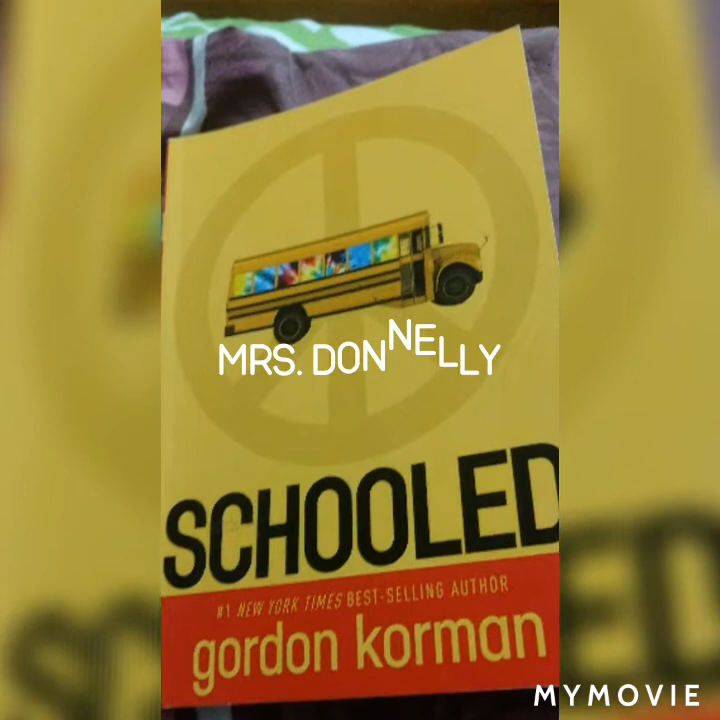 MRS. DONNELLY
SCHOOLED
#1 NEW YORK TIMES BEST-SELLING AUTHOR
gordon korman
MYMOVIE